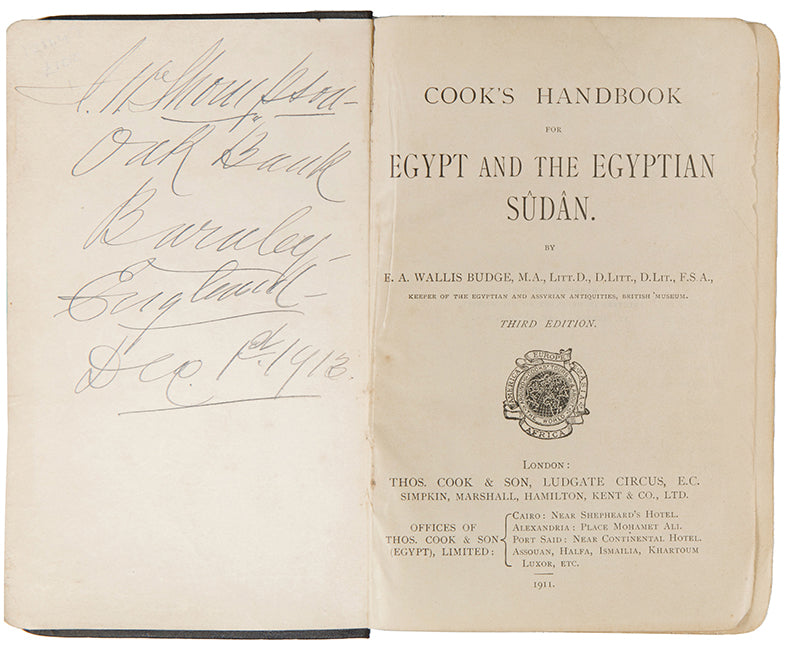 Thompson
"Oak Bank
Burnley
England
Dec. 1st. 1913.
COOK'S HANDBOOK
FOR
EGYPT AND THE EGYPTIAN
SÛDÂN.
BY
E. A. WALLIS BUDGE, M.A., LITT.D., D.LITT., D.LIT., F.S.A.,
KEEPER OF THE EGYPTIAN AND ASSYRIAN ANTIQUITIES, BRITISH MUSEUM.
THIRD EDITION.
EUROPE
AMERICA
ASIA
AFRICA
LONDON:
THOS. COOK & SON, LUDGATE CIRCUS, E.C.
SIMPKIN, MARSHALL, HAMILTON, KENT & CO., LTD.
OFFICES OF
THOS. COOK & SON
(EGYPT), LIMITED:
CAIRO: NEAR SHEPHEARD'S HOTEL.
ALEXANDRIA: PLACE MOHAMET ALI.
PORT SAID: NEAR CONTINENTAL HOTEL.
ASSOUAN, HALFA, ISMAILIA, KHARTOUM
LUXOR, ETC.
1911.